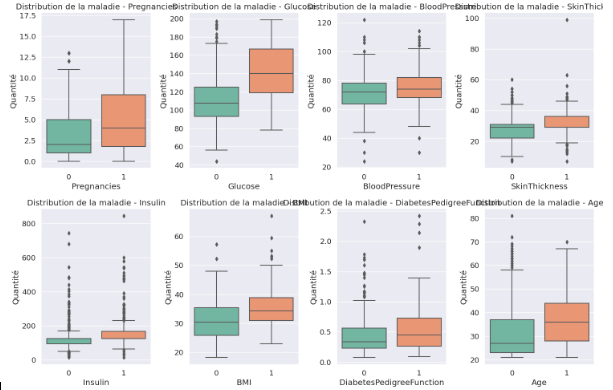 Distribution de la maladie - Pregnancies
Distribution de la maladie - Glucose
Distribution de la maladie - BloodPressure
Distribution de la maladie - SkinThick
Quantité
17.5
15.0
12.5
10.0
7.5
5.0
2.5
0.0
0 1
Pregnancies
200
180
160
140
120
100
80
60
40
Quantité
0 1
Glucose
120
100
80
60
40
20
Quantité
0 1
BloodPressure
100
80
60
40
20
Quantité
0 1
SkinThickness
Distribution de la maladie - Insulin
Distribution de la maladie - BMI
Distribution de la maladie - DiabetesPedigreeFunction
Distribution de la maladie - Age
Quantité
800
600
400
200
0
0 1
Insulin
Quantité
60
50
40
30
20
0 1
BMI
Quantité
2.5
2.0
1.5
1.0
0.5
0.0
0 1
DiabetesPedigreeFunction
Quantité
80
70
60
50
40
30
20
0 1
Age